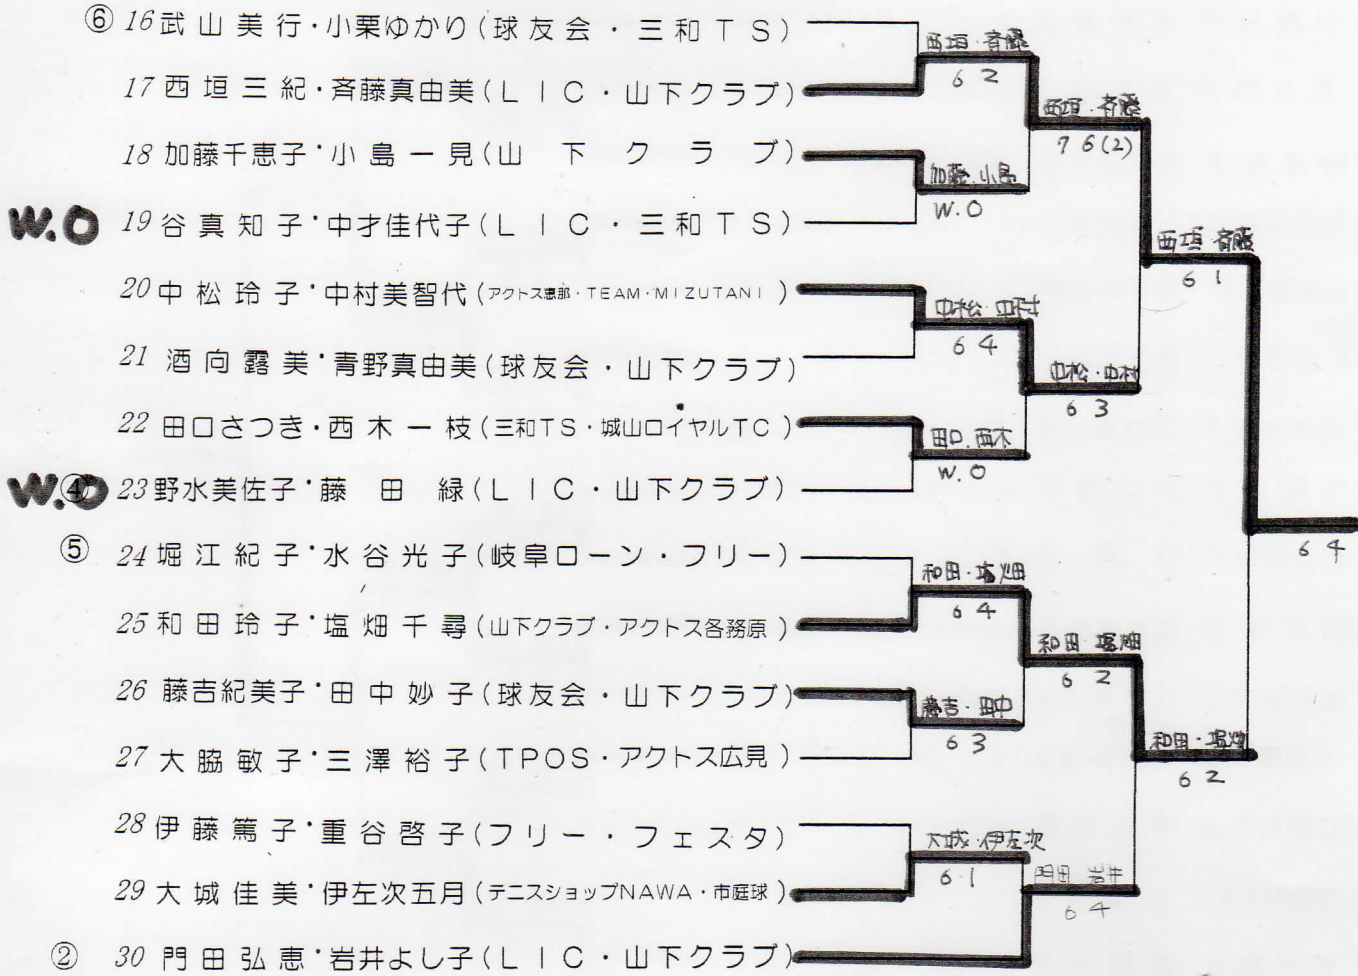 ⑥ 16 武山美行・小栗ゆかり(球友会・三和TS)
西垣・斉藤
6 2
17 西垣三紀・斉藤真由美(LIC・山下クラブ)
西垣・斉藤
7 6(2)
18 加藤千恵子・小島一見(山下クラブ)
加藤・小島
W.O
W.O 19 谷真知子・中才佳代子(LIC・三和TS)
西垣 斉藤
6 1
20 中松玲子・中村美智代(アクトス恵那・TEAM・MIZUTANI)
中松・中村
6 4
21 酒向露美・青野真由美(球友会・山下クラブ)
中松・中村
6 3
22 田口さつき・西木一枝(三和TS・城山ロイヤルTC)
田口・西木
W.O
W.O ④ 23 野水美佐子・藤田緑(LIC・山下クラブ)
6 4
⑤ 24 堀江紀子・水谷光子(岐阜ローン・フリー)
和田・塩畑
6 4
25 和田玲子・塩畑千尋(山下クラブ・アクトス各務原)
和田 塩畑
6 2
26 藤吉紀美子・田中妙子(球友会・山下クラブ)
藤吉・田中
6 3
27 大脇敏子・三澤裕子(TPOS・アクトス広見)
和田・塩畑
6 2
28 伊藤篤子・重谷啓子(フリー・フェスタ)
大城・伊左次
6 1
29 大城佳美・伊左次五月(テニスショップNAWA・市庭球)
門田 岩井
6 4
② 30 門田弘恵・岩井よし子(LIC・山下クラブ)